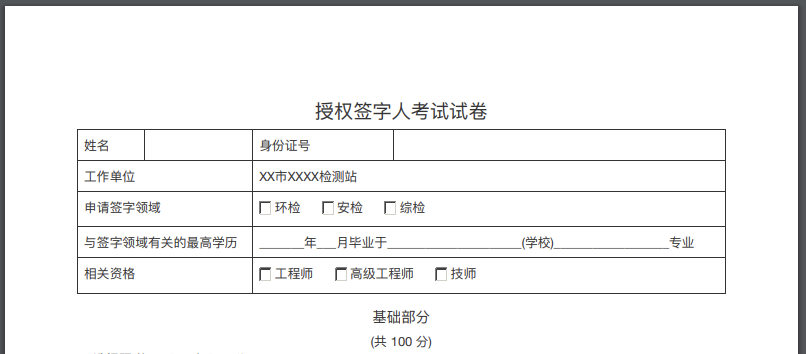 授权签字人考试试卷
姓名 身份证号
工作单位 XX市XXXX检测站
申请签字领域 环检 安检 综检
与签字领域有关的最高学历 _______年___月毕业于_____________________(学校)__________________专业
相关资格 工程师 高级工程师 技师
基础部分
(共 100 分)